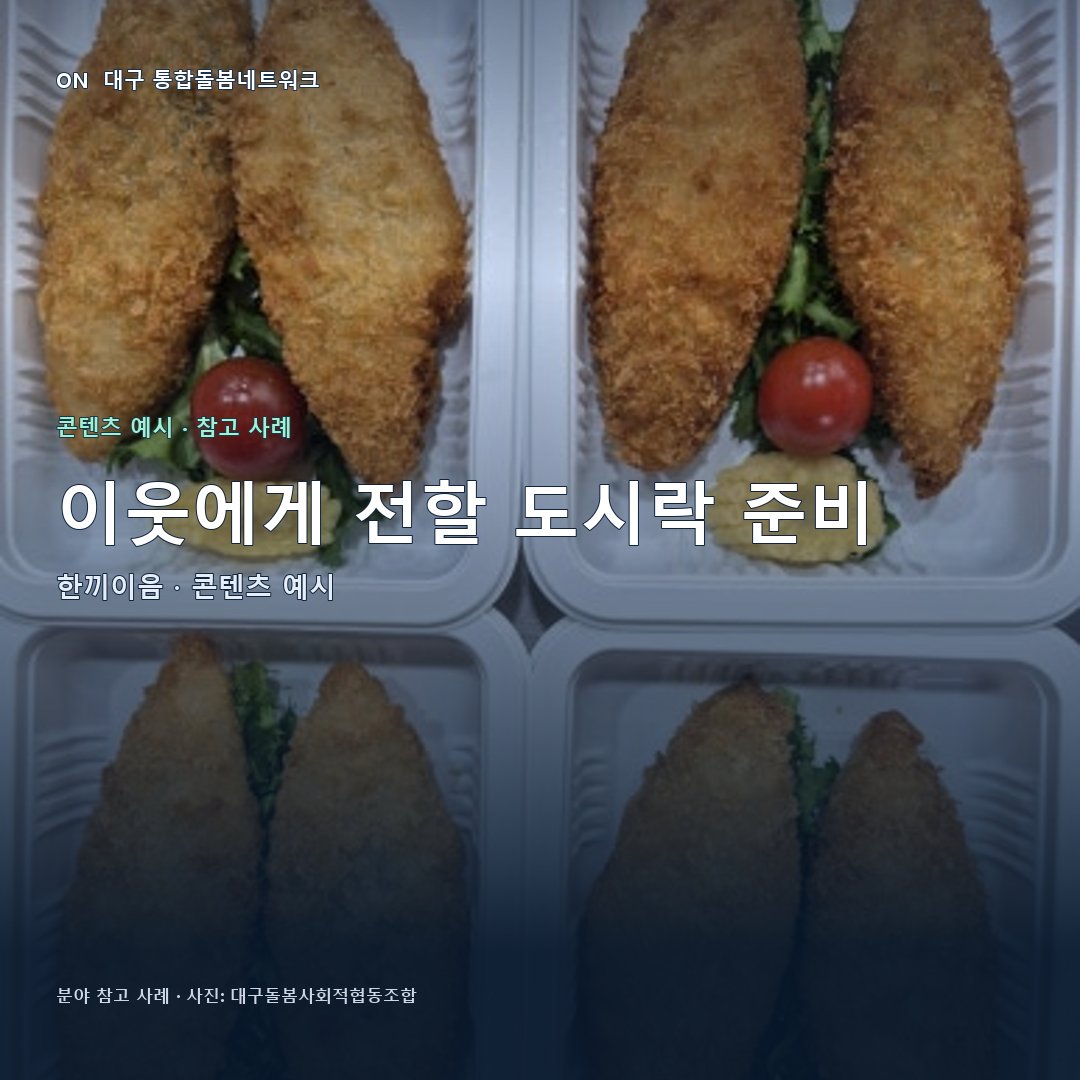 ON 대구 통합돌봄네트워크
콘텐츠 예시 · 참고 사례
이웃에게 전할 도시락 준비
한끼이음 · 콘텐츠 예시
분야 참고 사례 · 사진: 대구돌봄사회적협동조합